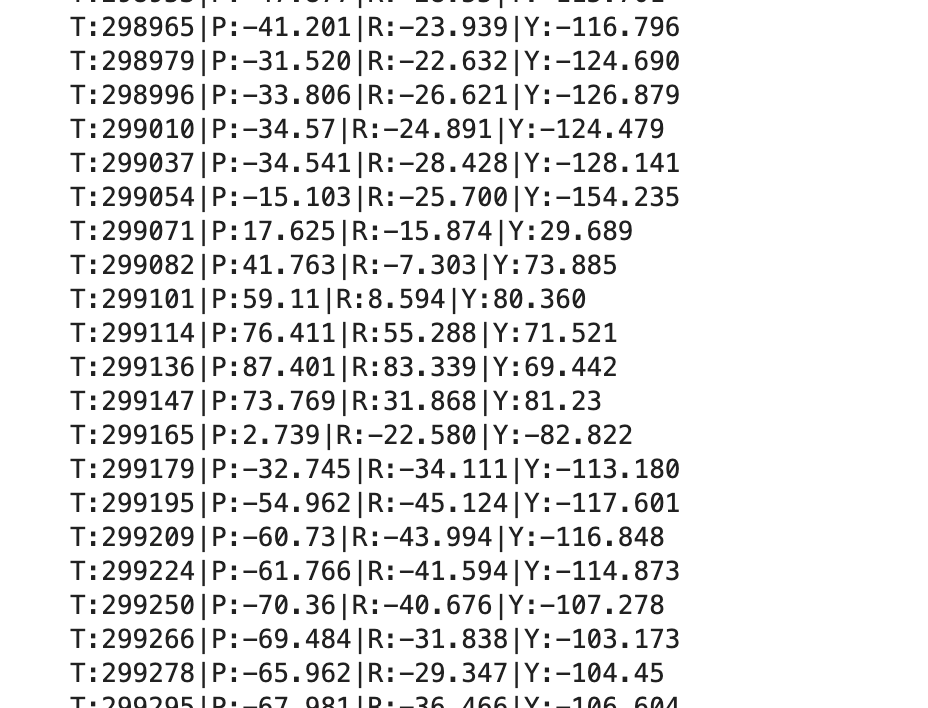 T:298965|P:-41.201|R:-23.939|Y:-116.796
T:298979|P:-31.520|R:-22.632|Y:-124.690
T:298996|P:-33.806|R:-26.621|Y:-126.879
T:299010|P:-34.57|R:-24.891|Y:-124.479
T:299037|P:-34.541|R:-28.428|Y:-128.141
T:299054|P:-15.103|R:-25.700|Y:-154.235
T:299071|P:17.625|R:-15.874|Y:29.689
T:299082|P:41.763|R:-7.303|Y:73.885
T:299101|P:59.11|R:8.594|Y:80.360
T:299114|P:76.411|R:55.288|Y:71.521
T:299136|P:87.401|R:83.339|Y:69.442
T:299147|P:73.769|R:31.868|Y:81.23
T:299165|P:2.739|R:-22.580|Y:-82.822
T:299179|P:-32.745|R:-34.111|Y:-113.180
T:299195|P:-54.962|R:-45.124|Y:-117.601
T:299209|P:-60.73|R:-43.994|Y:-116.848
T:299224|P:-61.766|R:-41.594|Y:-114.873
T:299250|P:-70.36|R:-40.676|Y:-107.278
T:299266|P:-69.484|R:-31.838|Y:-103.173
T:299278|P:-65.962|R:-29.347|Y:-104.45
T:299295|P:-67.981|R:-36.466|Y:-106.604